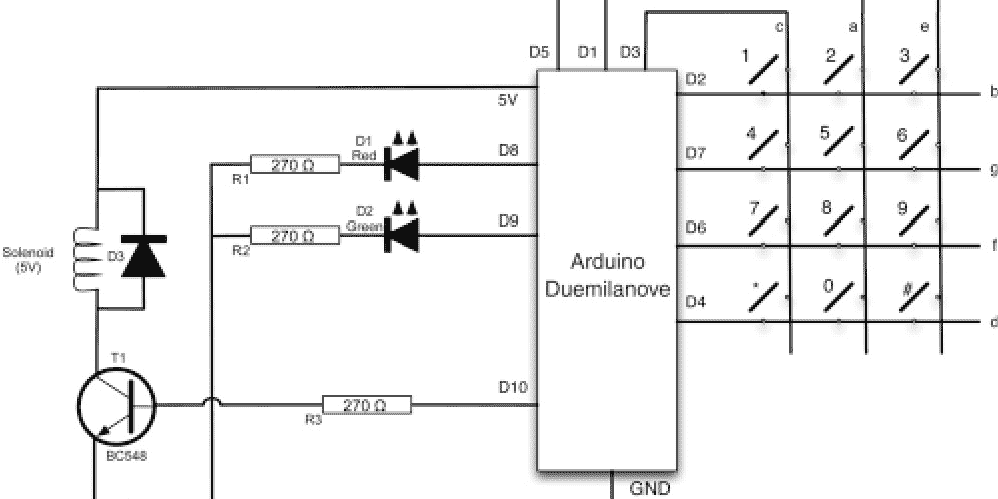 c a e
D5 D1 D3
1 2 3
D2
b
5V
4 5 6
D7
g
D1
Red
D8
270 Ω
R1
D2
Green
D9
270 Ω
R2
7 8 9
D6
f
Solenoid
(5V)
D3
Arduino
Duemilanove
* 0 #
D4
d
T1
D10
270 Ω
R3
BC548
GND